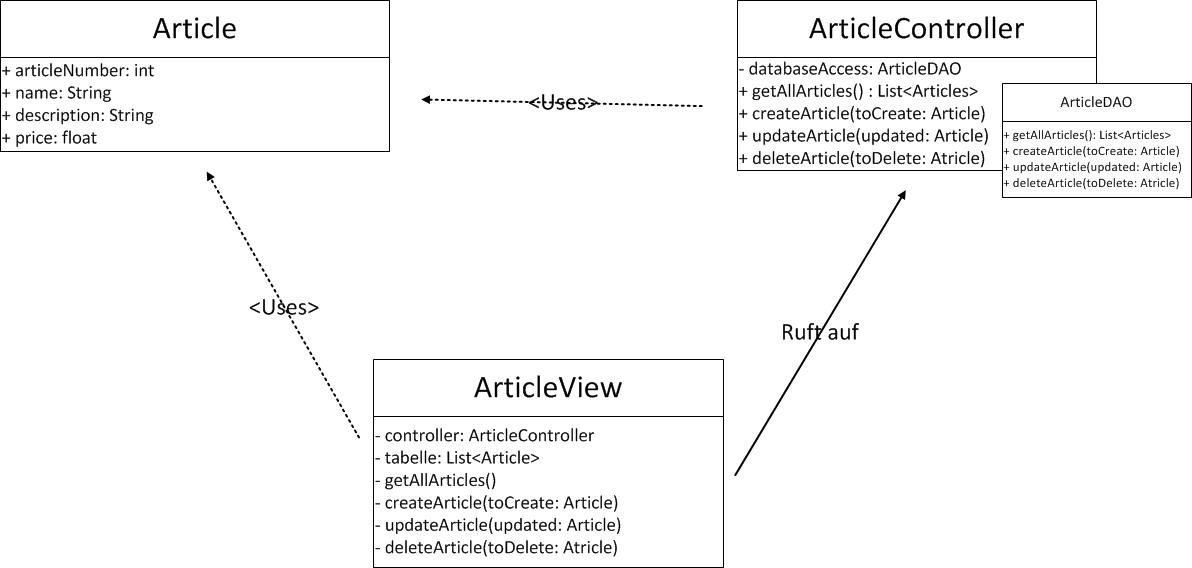 Article
+ articleNumber: int
+ name: String
+ description: String
+ price: float
<Uses>
ArticleController
- databaseAccess: ArticleDAO
+ getAllArticles() : List<Articles>
+ createArticle(toCreate: Article)
+ updateArticle(updated: Article)
+ deleteArticle(toDelete: Atricle)
ArticleDAO
+ getAllArticles(): List<Articles>
+ createArticle(toCreate: Article)
+ updateArticle(updated: Article)
+ deleteArticle(toDelete: Atricle)
<Uses>
Ruft auf
ArticleView
- controller: ArticleController
- tabelle: List<Article>
- getAllArticles()
- createArticle(toCreate: Article)
- updateArticle(updated: Article)
- deleteArticle(toDelete: Atricle)